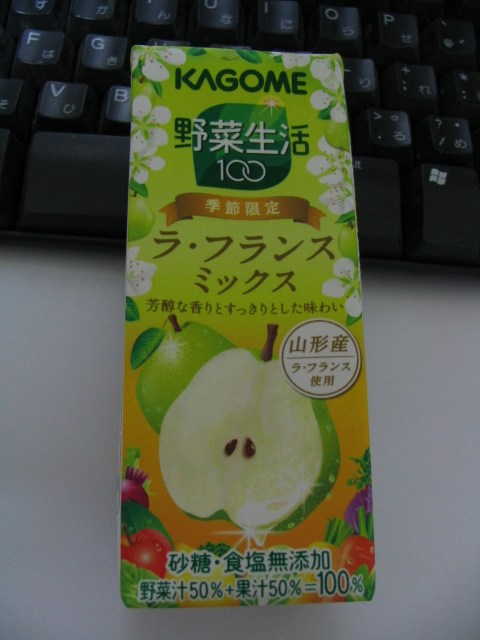 KAGOME
野菜生活
100
季節限定
ラ・フランス
ミックス
芳醇な香りとすっきりとした味わい
山形産
ラ・フランス
使用
砂糖・食塩無添加
野菜汁50%+果汁50%=100%